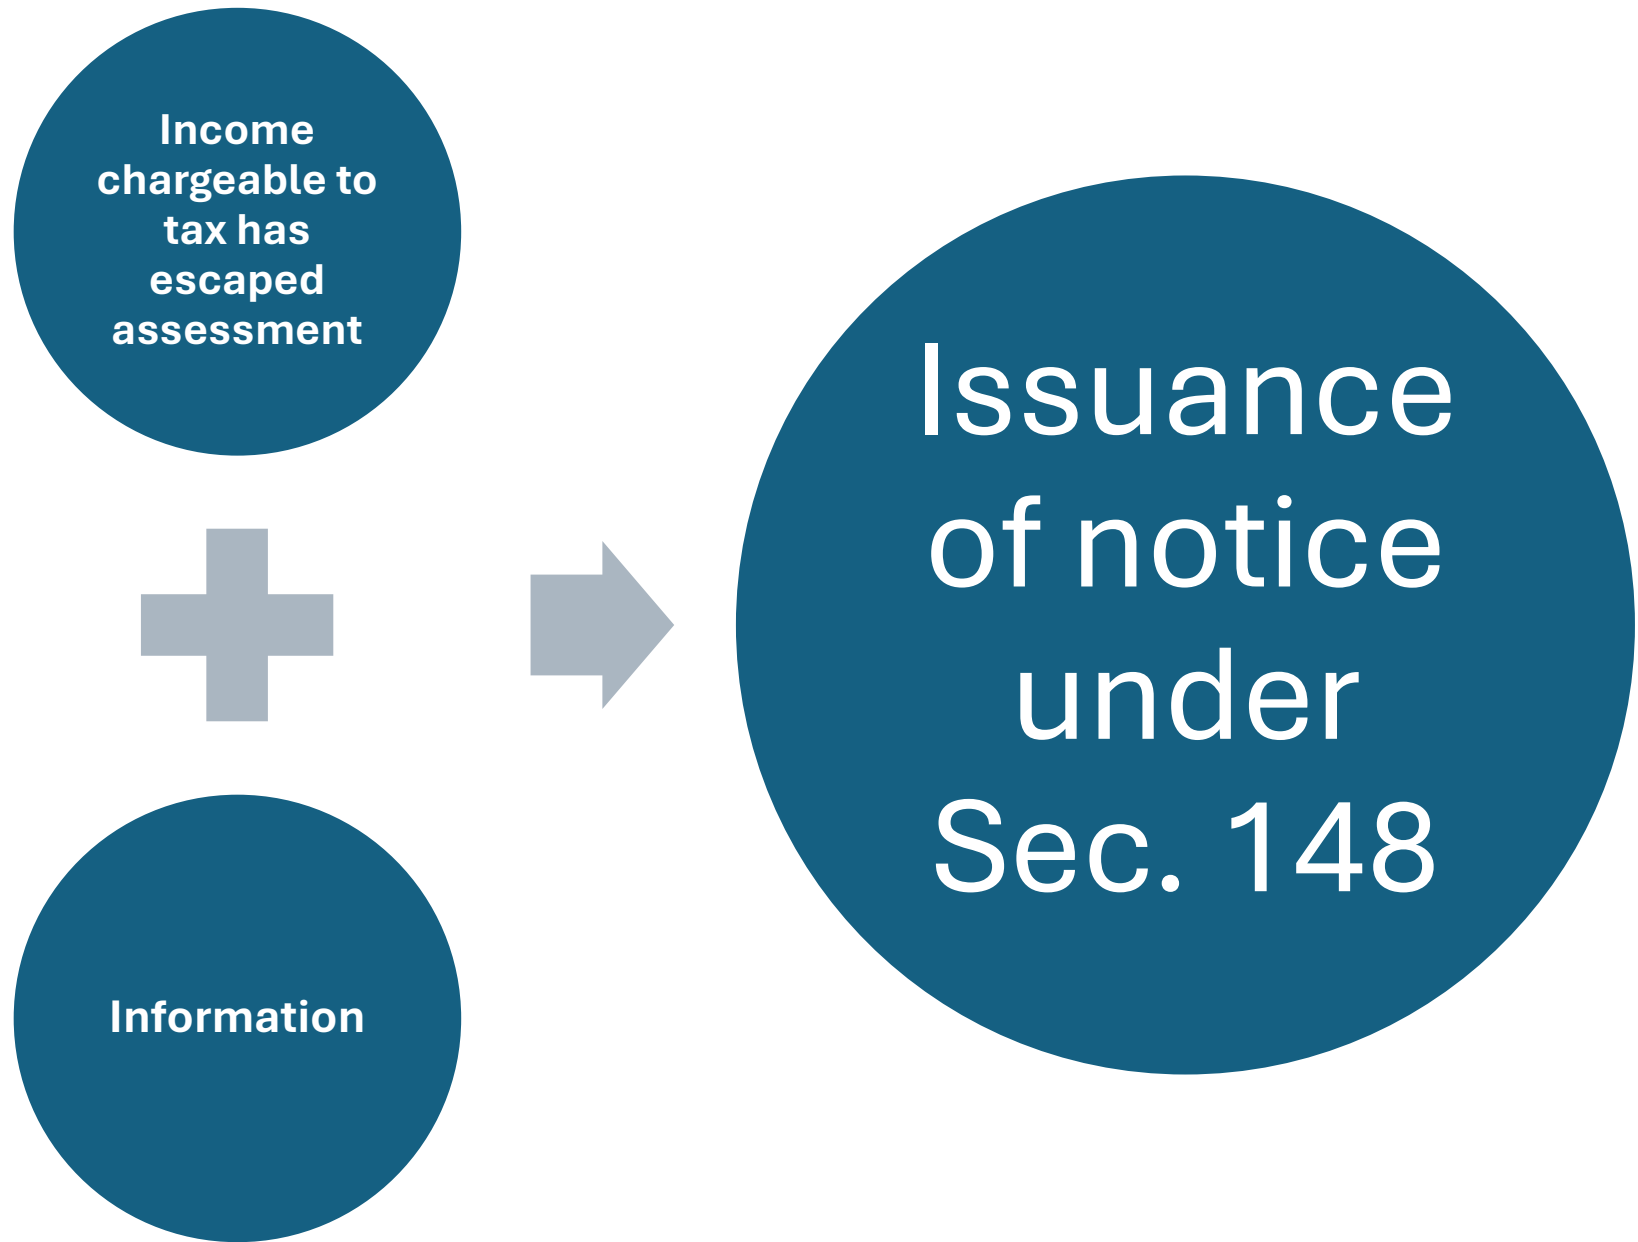 Income
chargeable to
tax has
escaped
assessment
Information
Issuance
of notice
under
Sec. 148